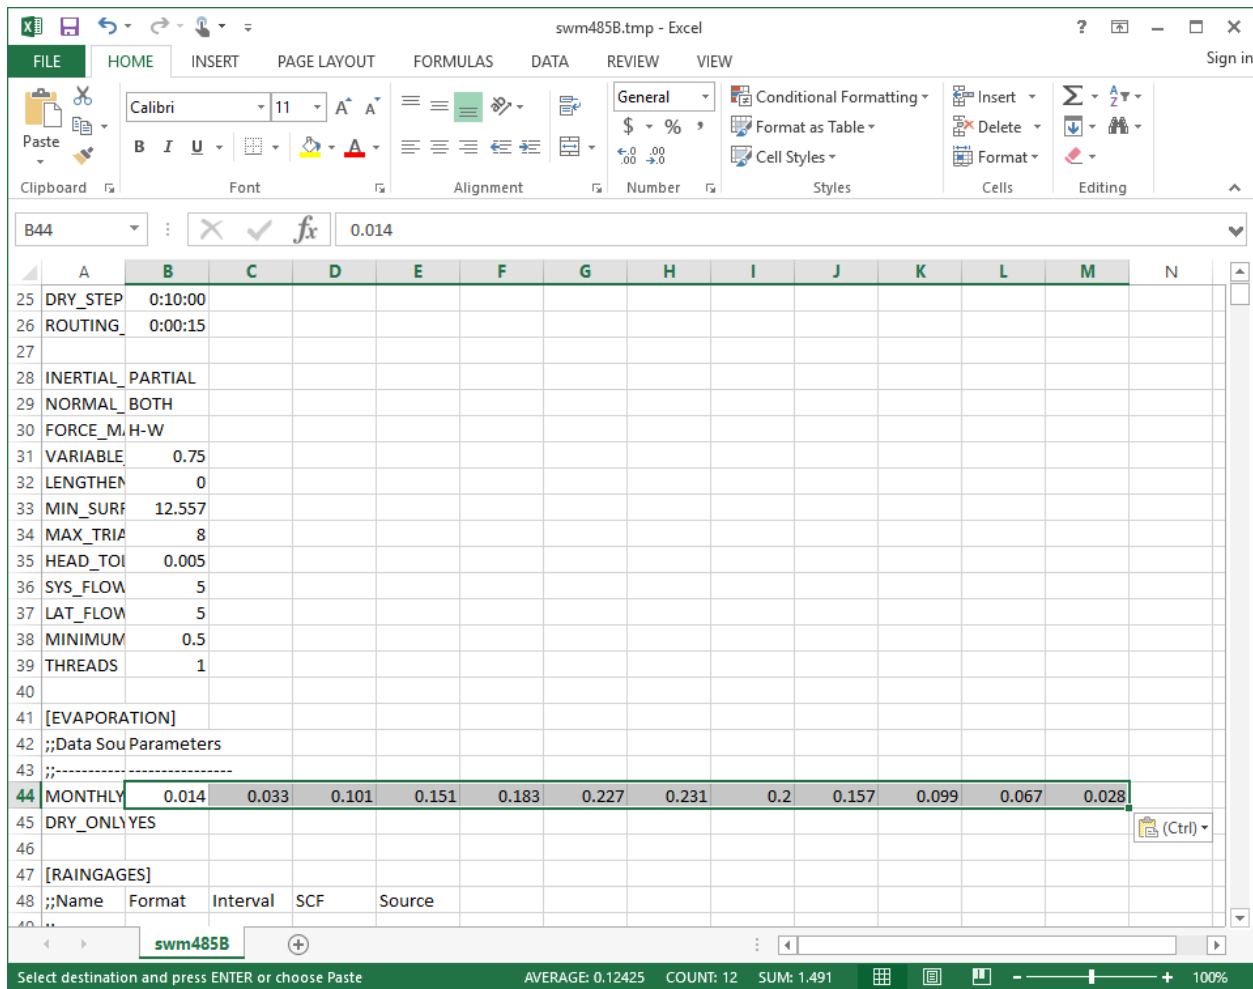 swm485B.tmp - Excel
?
FILE HOME INSERT PAGE LAYOUT FORMULAS DATA REVIEW VIEW Sign in
Calibri 11 General Conditional Formatting Insert
Paste $ % Format as Table Delete
B I U A Cell Styles Format
Clipboard Font Alignment Number Styles Cells Editing
B44 fx 0.014
A B C D E F G H I J K L M N
25 DRY_STEP 0:10:00
26 ROUTING_ 0:00:15
27
28 INERTIAL_ PARTIAL
29 NORMAL_ BOTH
30 FORCE_MA H-W
31 VARIABLE_ 0.75
32 LENGTHEN 0
33 MIN_SURF 12.557
34 MAX_TRIA 8
35 HEAD_TOL 0.005
36 SYS_FLOW 5
37 LAT_FLOW 5
38 MINIMUM 0.5
39 THREADS 1
40
41 [EVAPORATION]
42 ;;Data Sou Parameters
43 ;;----------- ----------------
44 MONTHLY 0.014 0.033 0.101 0.151 0.183 0.227 0.231 0.2 0.157 0.099 0.067 0.028
45 DRY_ONLY YES
(Ctrl)
46
47 [RAINGAGES]
48 ;;Name Format Interval SCF Source
swm485B
Select destination and press ENTER or choose Paste AVERAGE: 0.12425 COUNT: 12 SUM: 1.491 100%